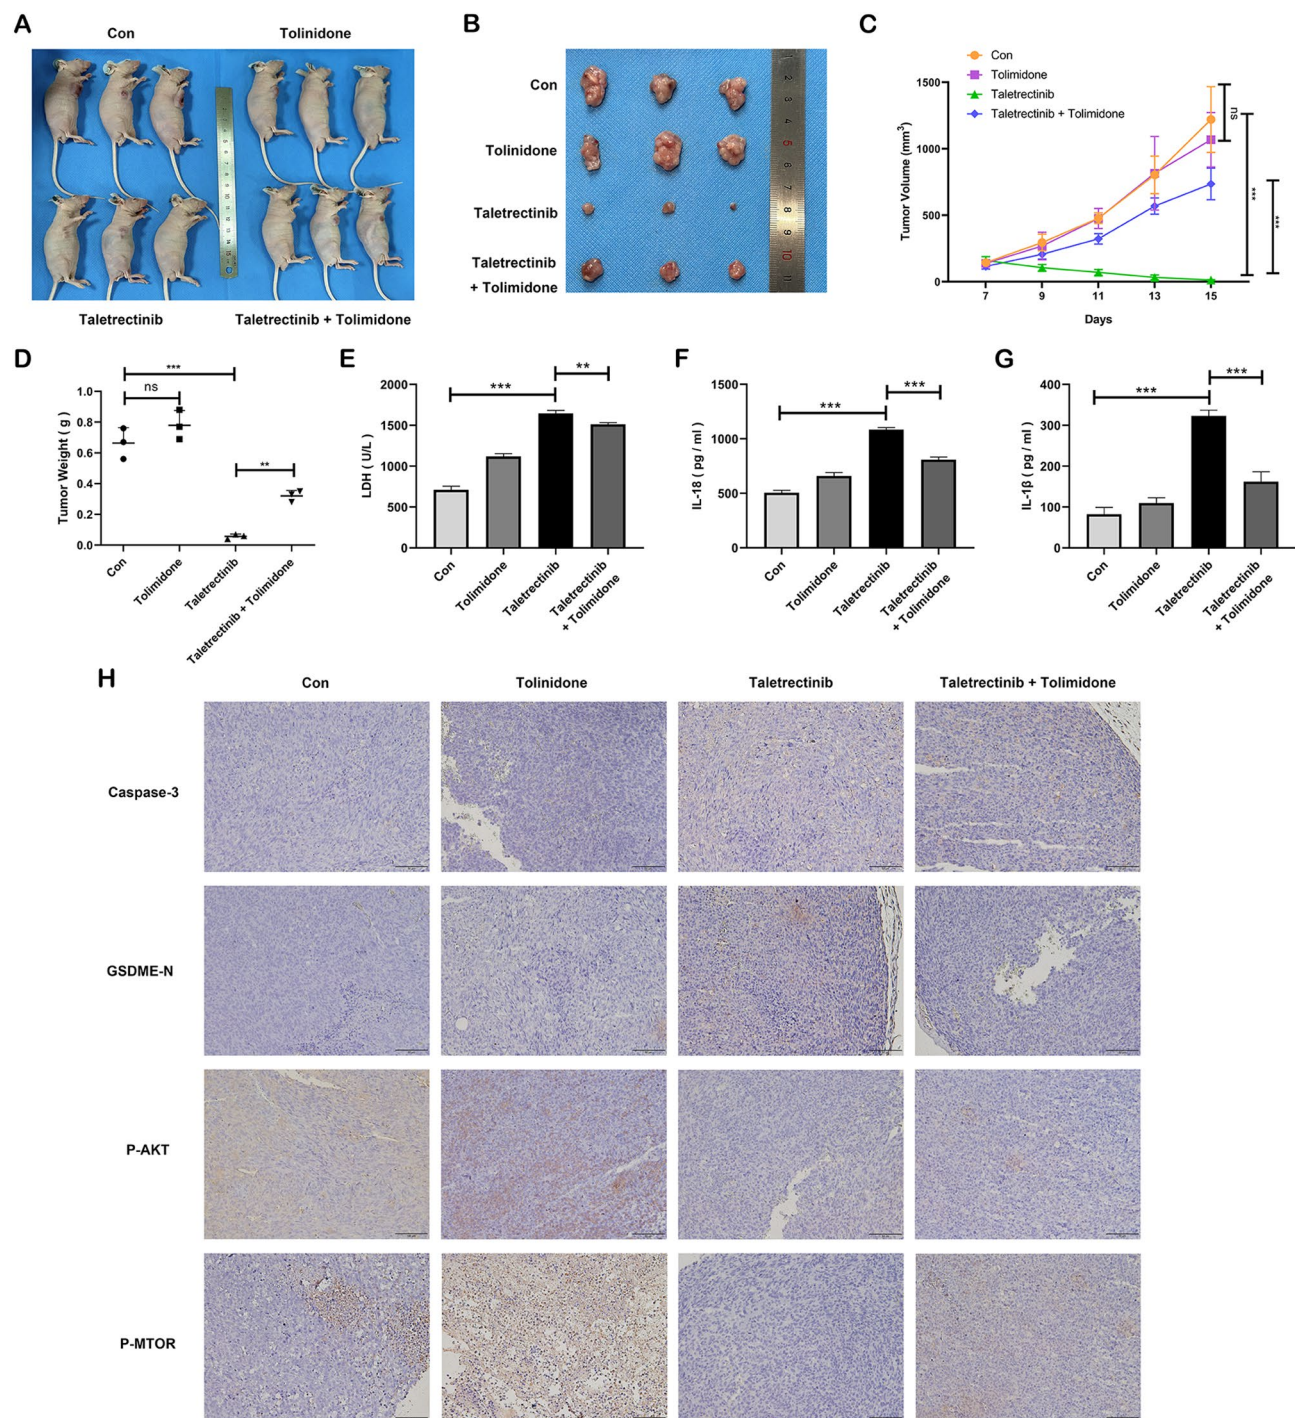 A
Con
Tolinidone
Taletrectinib
Taletrectinib + Tolimidone
B
Con
Tolinidone
Taletrectinib
Taletrectinib
+ Tolimidone
C
Con
Tolimidone
Taletrectinib
Taletrectinib + Tolimidone
Tumor Volume (mm³)
1500
1000
500
0
7
9
11
13
15
Days
ns
***
***
D
Tumor Weight ( g )
1.0
0.8
0.6
0.4
0.2
0.0
***
ns
**
Con
Tolimidone
Taletrectinib
Taletrectinib + Tolimidone
E
LDH ( U/L )
2000
1500
1000
500
0
***
**
Con
Tolimidone
Taletrectinib
Taletrectinib
+ Tolimidone
F
IL-18 ( pg / ml )
1500
1000
500
0
***
***
Con
Tolimidone
Taletrectinib
Taletrectinib
+ Tolimidone
G
IL-1β ( pg / ml )
400
300
200
100
0
***
***
Con
Tolimidone
Taletrectinib
Taletrectinib
+ Tolimidone
H
Con
Tolinidone
Taletrectinib
Taletrectinib + Tolimidone
Caspase-3
GSDME-N
P-AKT
P-MTOR